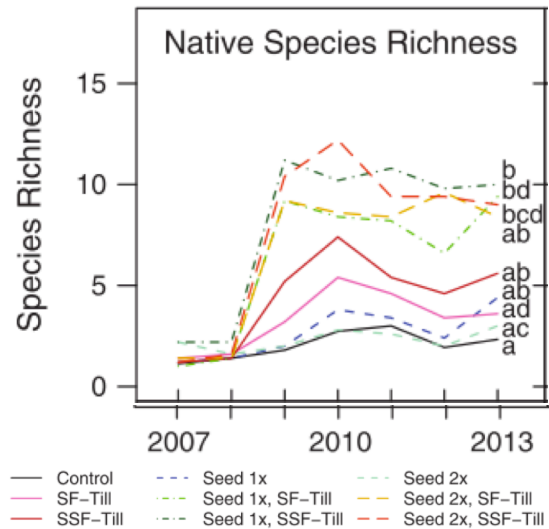 Native Species Richness
Species Richness
15
10
5
0
b
bd
bcd
ab
ab
ab
ad
ac
a
2007 2010 2013
Control Seed 1x Seed 2x
SF−Till Seed 1x, SF−Till Seed 2x, SF−Till
SSF−Till Seed 1x, SSF−Till Seed 2x, SSF−Till